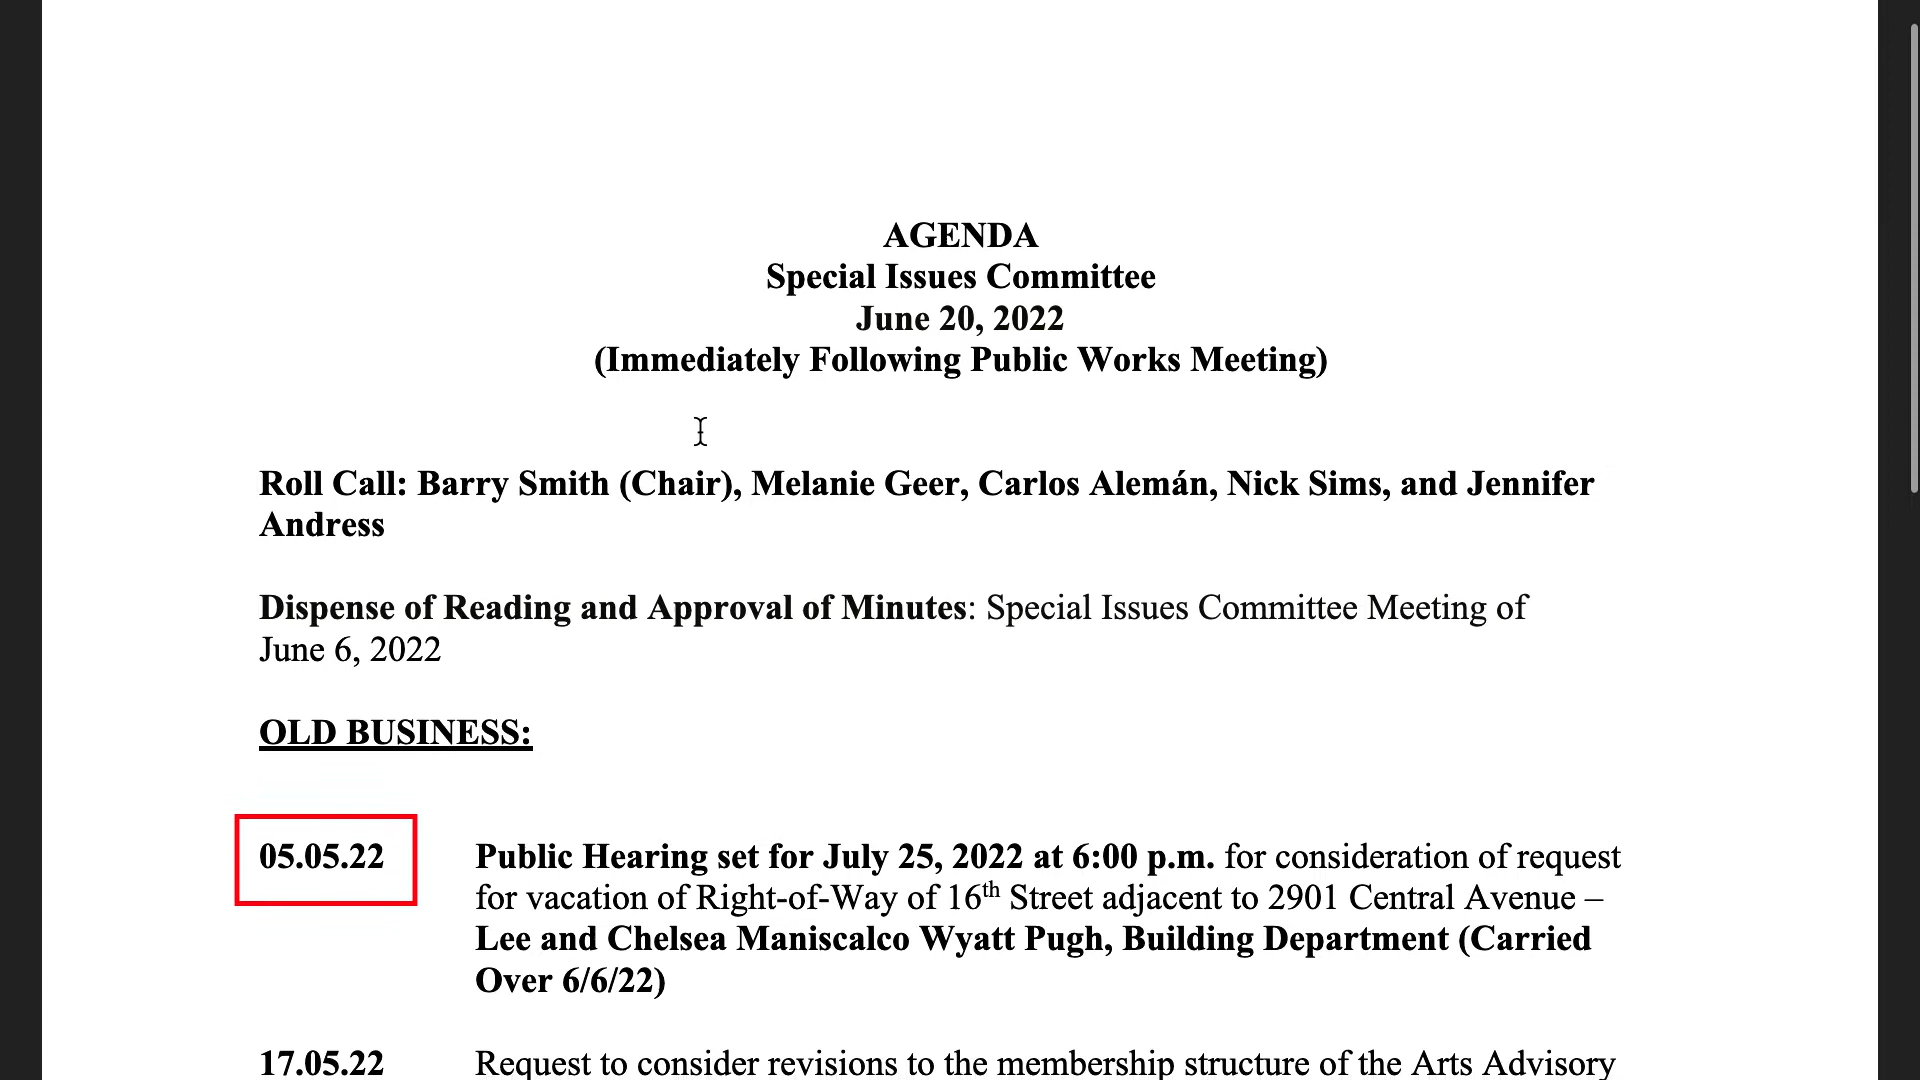 AGENDA
Special Issues Committee
June 20, 2022
(Immediately Following Public Works Meeting)
Roll Call: Barry Smith (Chair), Melanie Geer, Carlos Alemán, Nick Sims, and Jennifer
Andress
Dispense of Reading and Approval of Minutes: Special Issues Committee Meeting of
June 6, 2022
OLD BUSINESS:
05.05.22 Public Hearing set for July 25, 2022 at 6:00 p.m. for consideration of request
for vacation of Right-of-Way of 16th Street adjacent to 2901 Central Avenue –
Lee and Chelsea Maniscalco Wyatt Pugh, Building Department (Carried
Over 6/6/22)
17.05.22 Request to consider revisions to the membership structure of the Arts Advisory